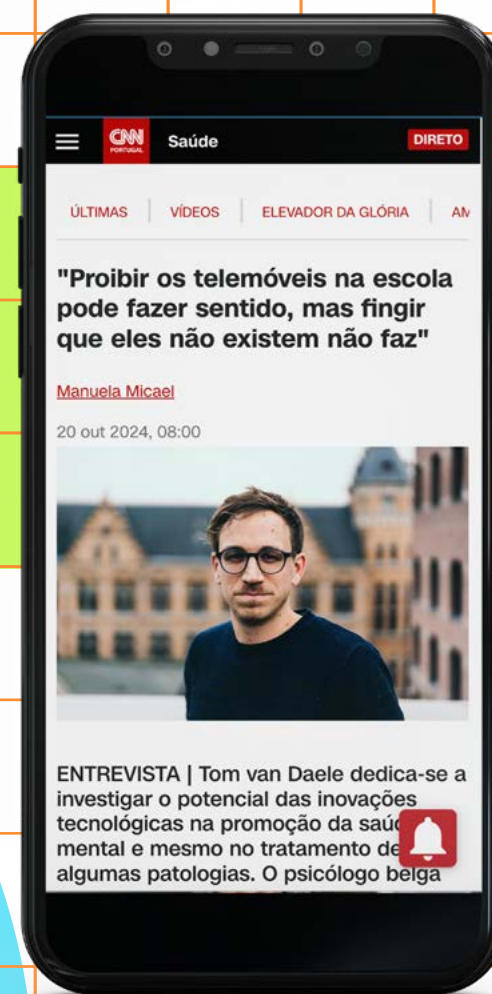 CNN
PORTUGAL
Saúde
DIRETO
ÚLTIMAS
VÍDEOS
ELEVADOR DA GLÓRIA
"Proibir os telemóveis na escola
pode fazer sentido, mas fingir
que eles não existem não faz"
Manuela Micael
20 out 2024, 08:00
ENTREVISTA | Tom van Daele dedica-se a
investigar o potencial das inovações
tecnológicas na promoção da
mental e mesmo no tratamento de
algumas patologias. O psicólogo belga